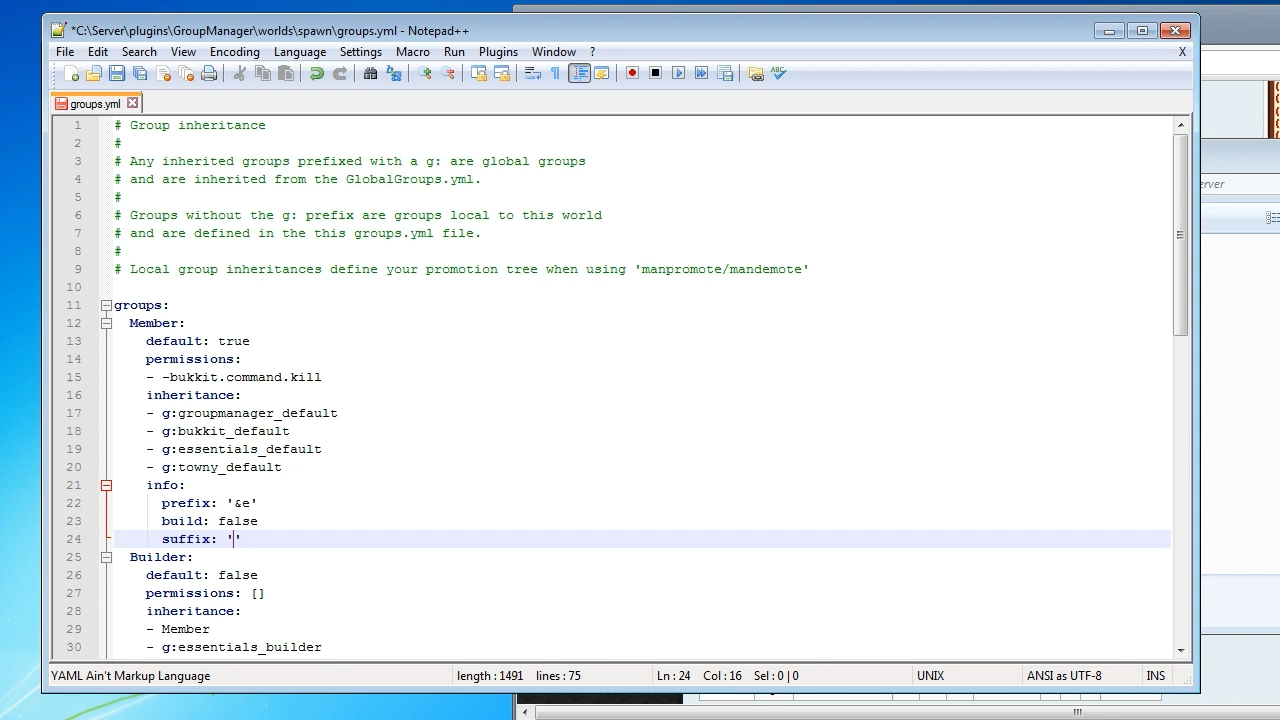 *C:\Server\plugins\GroupManager\worlds\spawn\groups.yml - Notepad++
File Edit Search View Encoding Language Settings Macro Run Plugins Window ? X
groups.yml
1 # Group inheritance
2 #
3 # Any inherited groups prefixed with a g: are global groups
4 # and are inherited from the GlobalGroups.yml.
5 #
6 # Groups without the g: prefix are groups local to this world
7 # and are defined in the this groups.yml file.
8 #
9 # Local group inheritances define your promotion tree when using 'manpromote/mandemote'
10
11 groups:
12 Member:
13 default: true
14 permissions:
15 - -bukkit.command.kill
16 inheritance:
17 - g:groupmanager_default
18 - g:bukkit_default
19 - g:essentials_default
20 - g:towny_default
21 info:
22 prefix: '&e'
23 build: false
24 suffix: ''
25 Builder:
26 default: false
27 permissions: []
28 inheritance:
29 - Member
30 - g:essentials_builder
YAML Ain't Markup Language length : 1491 lines : 75 Ln : 24 Col : 16 Sel : 0 | 0 UNIX ANSI as UTF-8 INS